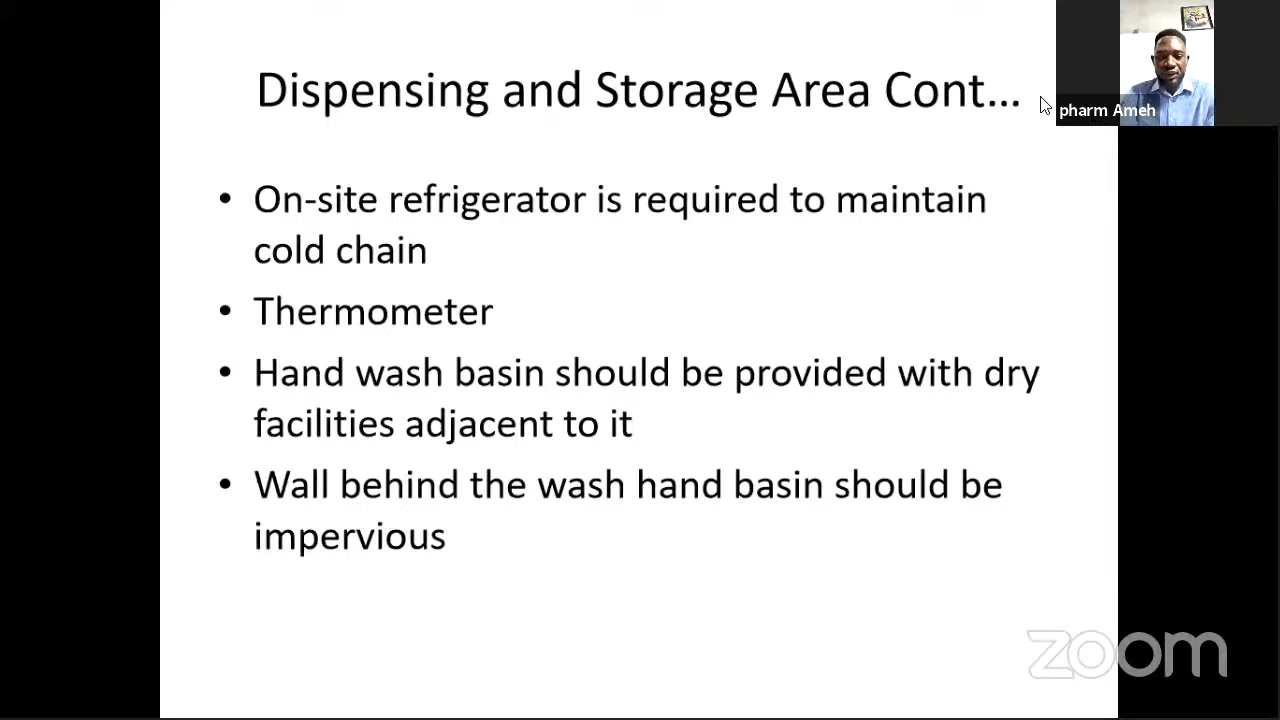 Dispensing and Storage Area Cont...
pharm Ameh
• On-site refrigerator is required to maintain
cold chain
• Thermometer
• Hand wash basin should be provided with dry
facilities adjacent to it
• Wall behind the wash hand basin should be
impervious
zoom